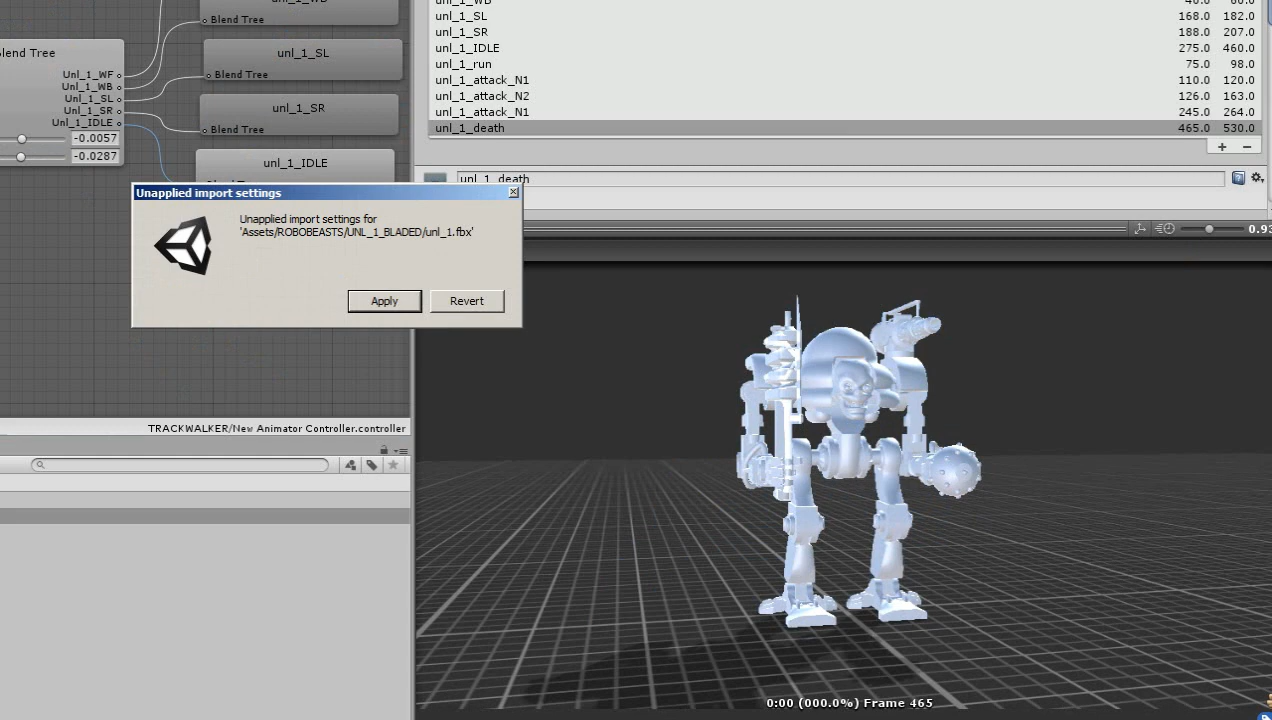 Blend Tree
unl_1_SL
Blend Tree
unl_1_SR
Blend Tree
unl_1_IDLE
Blend Tree
Unl_1_WF
Unl_1_WB
Unl_1_SL
Unl_1_SR
Unl_1_IDLE
-0.0057
-0.0287
unl_1_SL 168.0 182.0
unl_1_SR 188.0 207.0
unl_1_IDLE 275.0 460.0
unl_1_run 75.0 98.0
unl_1_attack_N1 110.0 120.0
unl_1_attack_N2 126.0 163.0
unl_1_attack_N1 245.0 264.0
unl_1_death 465.0 530.0
+ −
unl_1_death
Unapplied import settings
Unapplied import settings for
'Assets/ROBOBEASTS/UNL_1_BLADED/unl_1.fbx'
Apply Revert
TRACKWALKER/New Animator Controller.controller
0:00 (000.0%) Frame 465